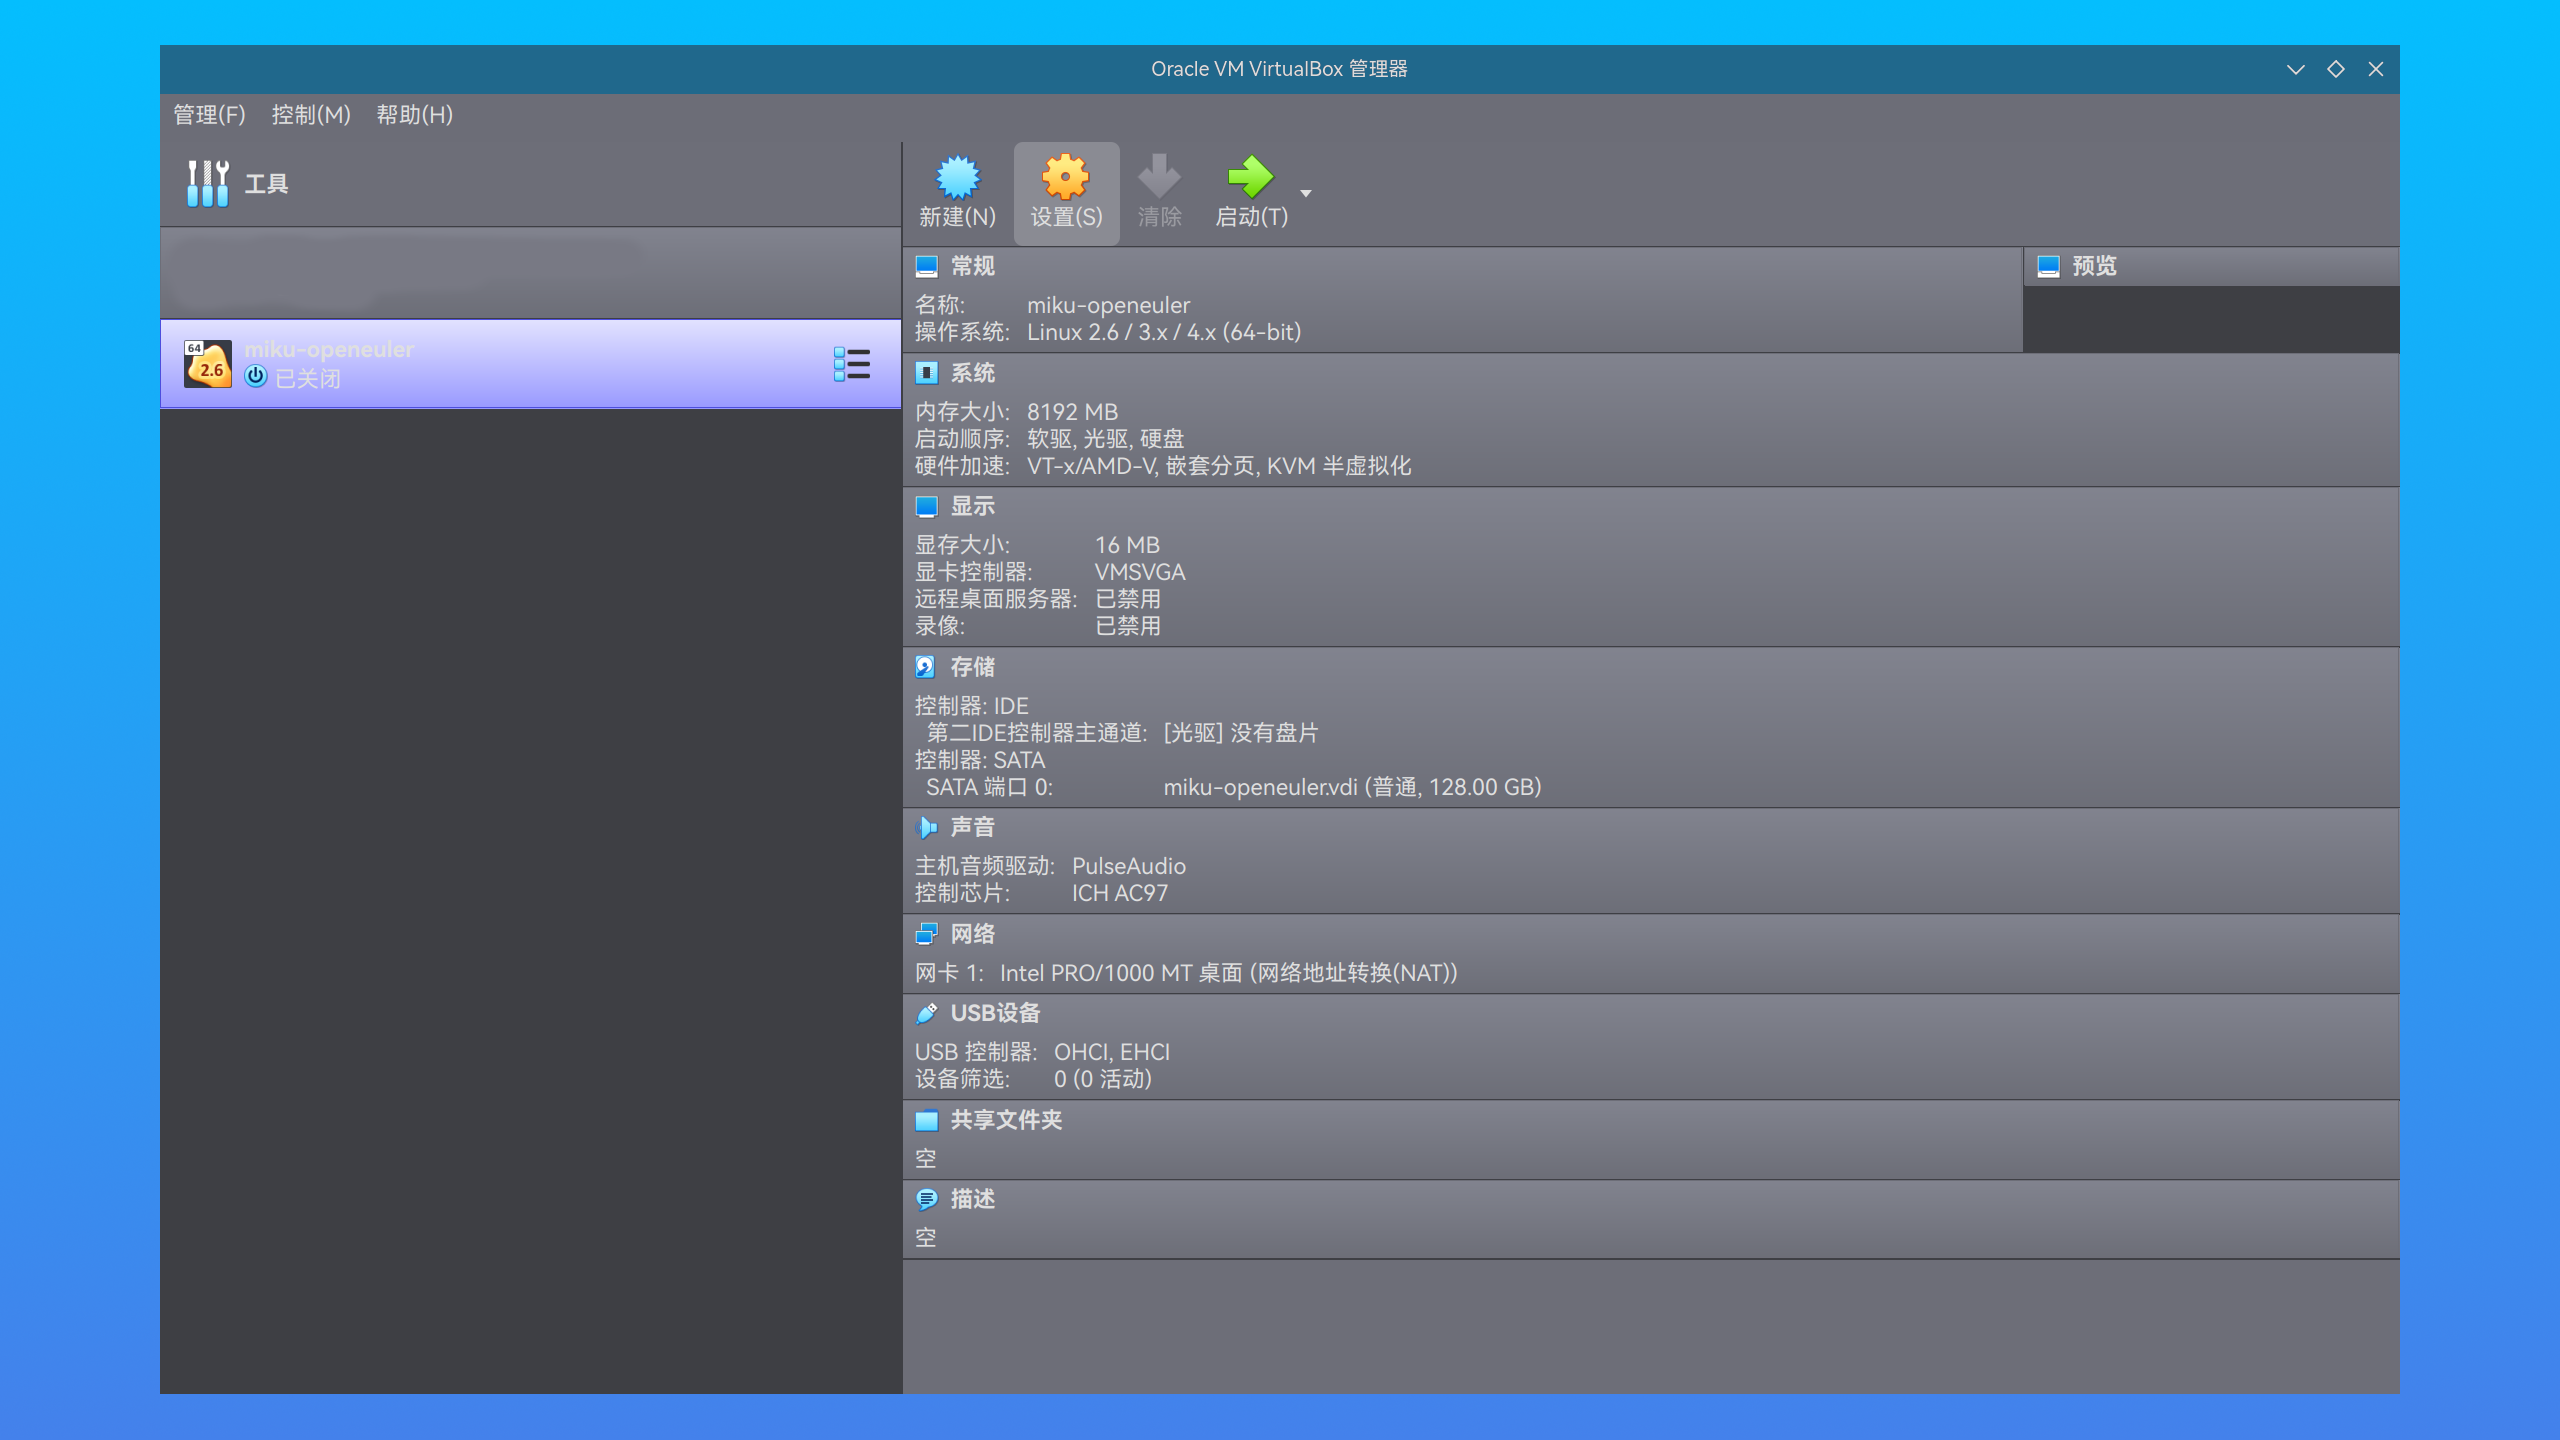 Oracle VM VirtualBox 管理器
管理(F) 控制(M) 帮助(H)
工具
新建(N) 设置(S) 清除 启动(T)
64
2.6
miku-openeuler
已关闭
常规
名称: miku-openeuler
操作系统: Linux 2.6 / 3.x / 4.x (64-bit)
预览
系统
内存大小: 8192 MB
启动顺序: 软驱, 光驱, 硬盘
硬件加速: VT-x/AMD-V, 嵌套分页, KVM 半虚拟化
显示
显存大小: 16 MB
显卡控制器: VMSVGA
远程桌面服务器: 已禁用
录像: 已禁用
存储
控制器: IDE
第二IDE控制器主通道: [光驱] 没有盘片
控制器: SATA
SATA 端口 0: miku-openeuler.vdi (普通, 128.00 GB)
声音
主机音频驱动: PulseAudio
控制芯片: ICH AC97
网络
网卡 1: Intel PRO/1000 MT 桌面 (网络地址转换(NAT))
USB设备
USB 控制器: OHCI, EHCI
设备筛选: 0 (0 活动)
共享文件夹
空
描述
空